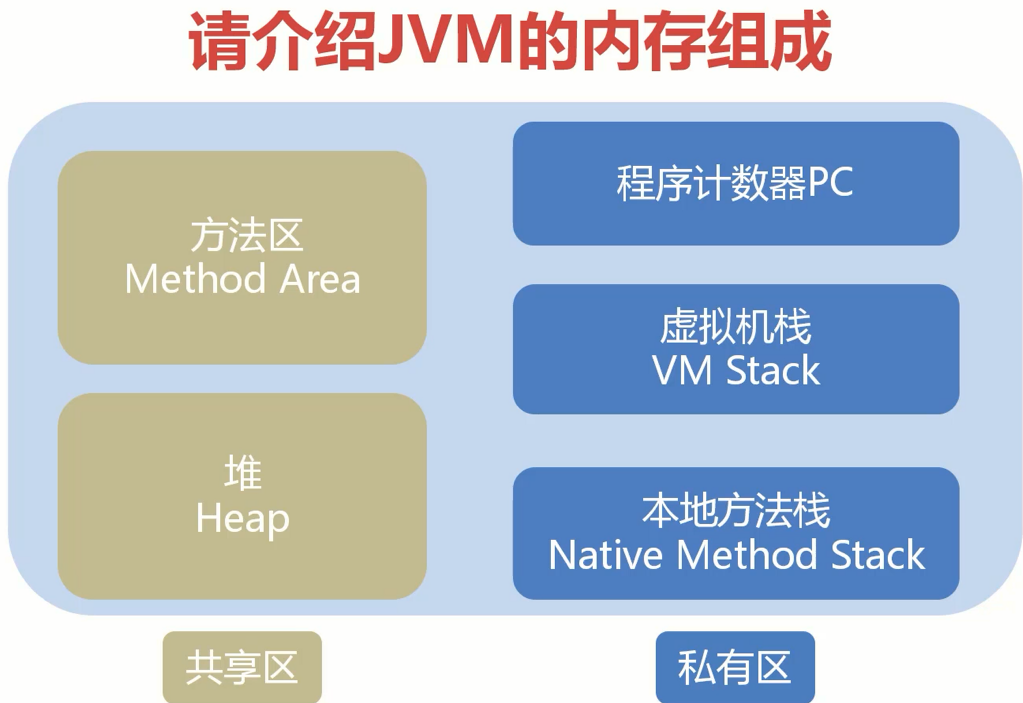 请介绍JVM的内存组成
方法区
Method Area
堆
Heap
共享区
程序计数器PC
虚拟机栈
VM Stack
本地方法栈
Native Method Stack
私有区